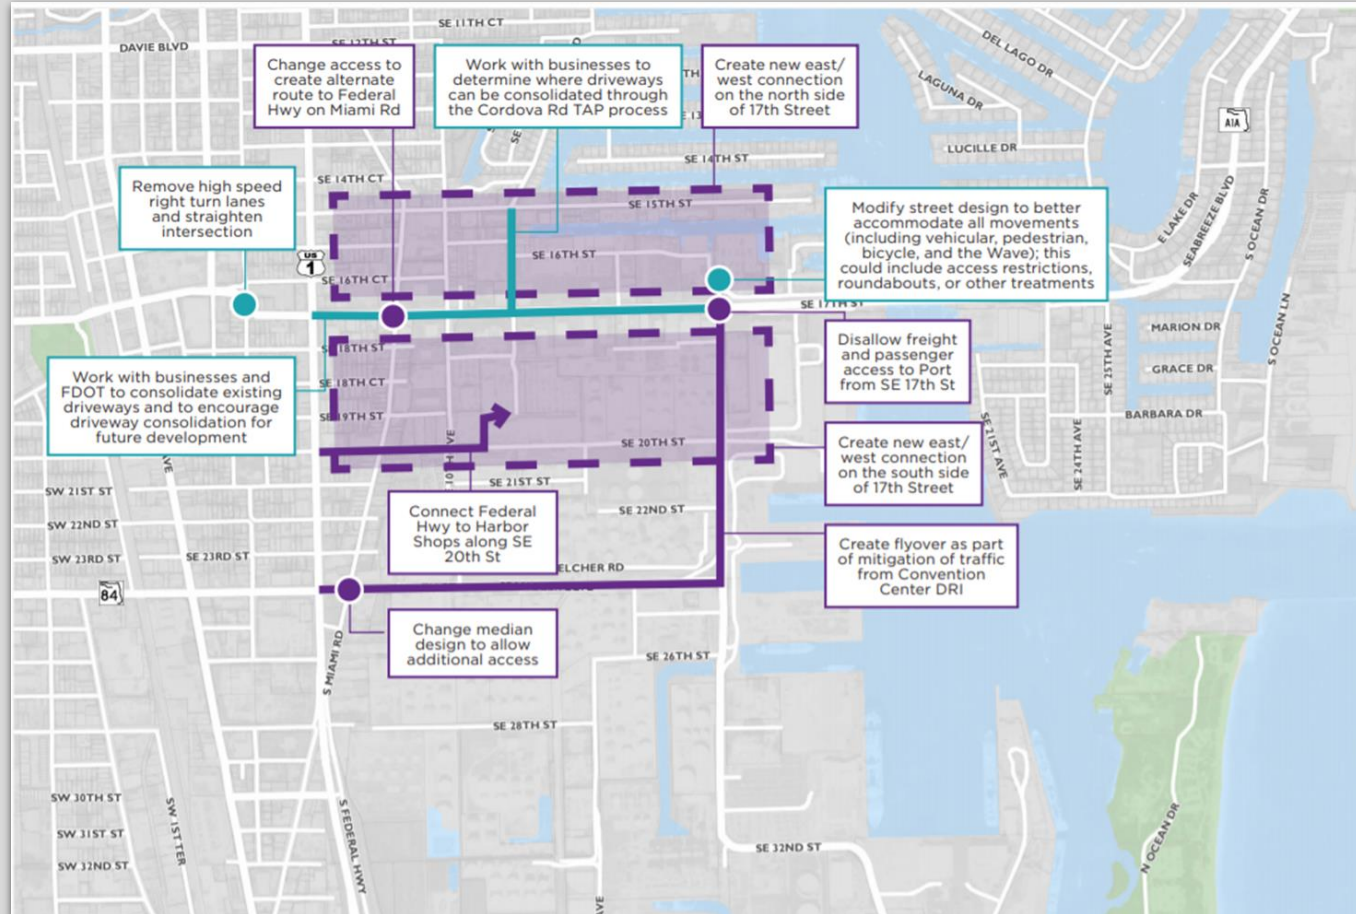 SE 11TH CT
DAVIE BLVD
SE 12TH ST
DEL LAGO DR
LAGUNA DR
LUCILLE DR
A1A
Change access to
create alternate
route to Federal
Hwy on Miami Rd
Work with businesses to
determine where driveways
can be consolidated through
the Cordova Rd TAP process
Create new east/
west connection
on the north side
of 17th Street
TH
SE
13
SE 14TH ST
SE 14TH CT
Remove high speed
right turn lanes
and straighten
intersection
SE 15TH ST
Modify street design to better
accommodate all movements
(including vehicular, pedestrian,
bicycle, and the Wave); this
could include access restrictions,
roundabouts, or other treatments
E LAKE DR
SEABREEZE BLVD
S OCEAN DR
US
1
SE 16TH ST
SE 16TH CT
SE 17TH ST
S OCEAN LN
MARION DR
GRACE DR
BARBARA DR
SE 25TH AVE
SE 24TH AVE
SE 21ST AVE
Disallow freight
and passenger
access to Port
from SE 17th St
SE 18TH ST
SE 18TH CT
SE 19TH ST
Work with businesses and
FDOT to consolidate existing
driveways and to encourage
driveway consolidation for
future development
AVE
10TH AVE
SE 20TH ST
Create new east/
west connection
on the south side
of 17th Street
SW 21ST ST
SE 21ST ST
SW 22ND ST
SE 22ND ST
Connect Federal
Hwy to Harbor
Shops along SE
20th St
SW 23RD ST
SE 23RD ST
ELCHER RD
Create flyover as part
of mitigation of traffic
from Convention
Center DRI
84
Change median
design to allow
additional access
S MIAMI RD
SE 26TH ST
SE 28TH ST
SW 30TH ST
SW 31ST ST
SW 32ND ST
SW 1ST TER
S FEDERAL HWY
SE 32ND ST
N OCEAN DR
AVE